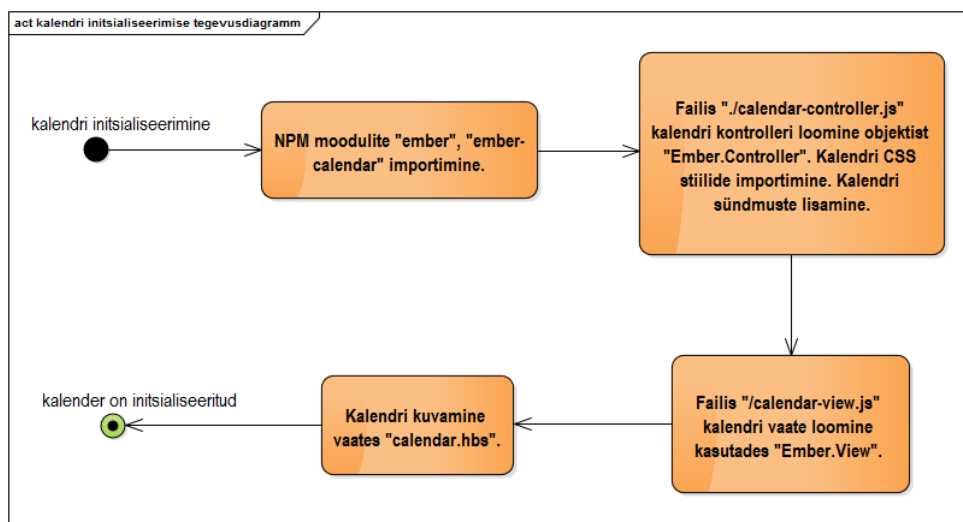 act kalendri initsialiseerimise tegevusdiagramm
kalendri initsialiseerimine
NPM moodulite "ember", "ember-
calendar" importimine.
Failis "./calendar-controller.js"
kalendri kontrolleri loomine objektist
"Ember.Controller". Kalendri CSS
stiilide importimine. Kalendri
sündmuste lisamine.
Failis "/calendar-view.js"
kalendri vaate loomine
kasutades "Ember.View".
Kalendri kuvamine
vaates "calendar.hbs".
kalender on initsialiseeritud